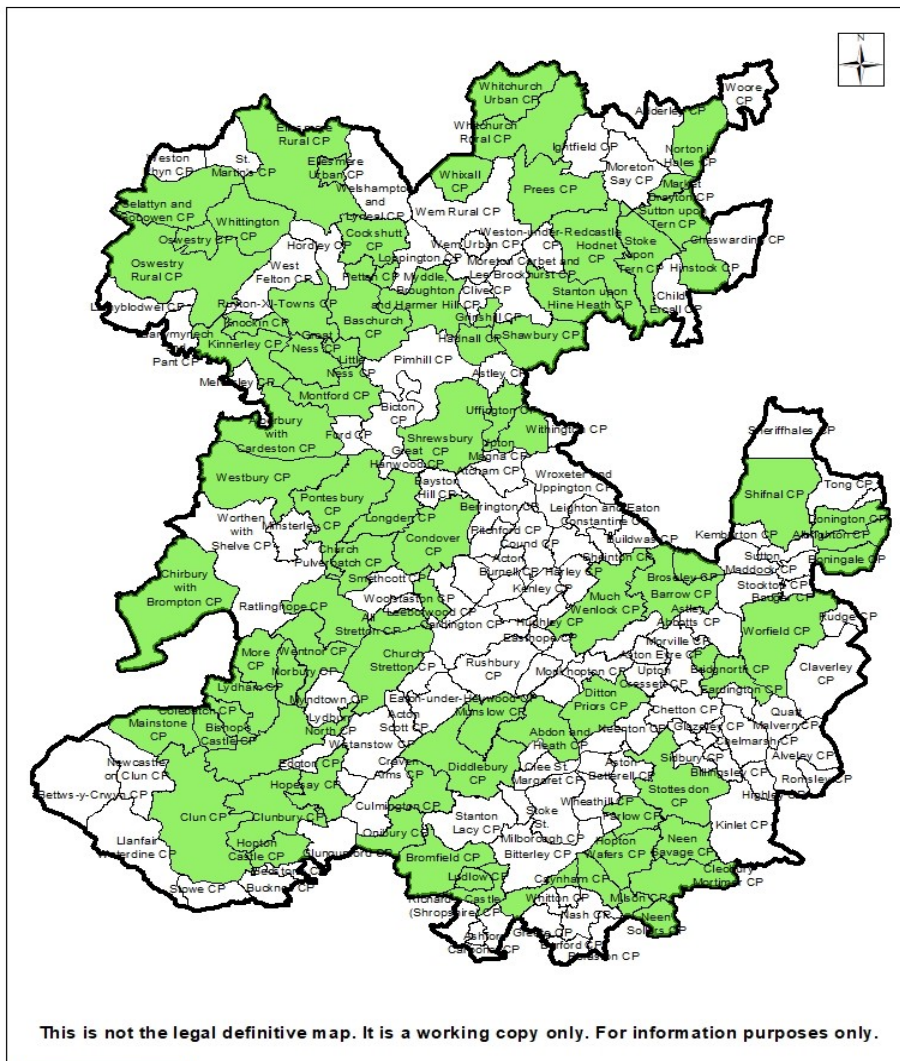 N
Woore
CP
Whitchurch
Urban CP
Adderley CP
Whitchurch
Rural CP
Ightfield CP
Norton in
Hales CP
Ellesmere
Rural CP
Moreton
Say CP
St.
Martin's CP
Ellesmere
Urban CP
Whixall
CP
Prees CP
Market
Drayton CP
Welshampton
and
Lyneal CP
Selattyn and
Gobowen CP
Sutton upon
Tern CP
Whittington
CP
Wem Rural CP
Cockshutt
CP
Weston-under-Redcastle
CP
Hodnet
CP
Stoke
upon
Tern CP
Cheswardine CP
Oswestry CP
Hordley CP
Wem Urban CP
Loppington CP
Moreton Corbet and
Lee Brockhurst CP
Oswestry
Rural CP
West
Felton CP
Petton CP
Myddle,
Broughton
and Harmer Hill CP
Hinstock CP
Clive CP
Stanton upon
Hine Heath CP
Child's
Ercall CP
Ruyton-XI-Towns CP
Grinshill CP
Knockin CP
Baschurch
CP
Kinnerley CP
Great
Ness CP
Hadnall CP
Shawbury CP
Pant CP
Little
Ness CP
Pimhill CP
Astley CP
Montford CP
Bicton
CP
Uffington CP
Alberbury
with
Cardeston CP
Ford CP
Shrewsbury
CP
Withington CP
Great
Hanwood CP
Upton
Magna CP
Sheriffhales CP
Westbury CP
Atcham CP
Bayston
Hill CP
Wroxeter and
Uppington CP
Shifnal CP
Tong CP
Pontesbury
CP
Berrington CP
Leighton and Eaton
Constantine CP
Worthen
with
Shelve CP
Minsterley CP
Longden CP
Donington CP
Condover
CP
Pitchford CP
Cound CP
Buildwas CP
Kemberton CP
Albrighton CP
Church
Pulverbatch CP
Acton
Burnell CP
Harley CP
Sheinton CP
Sutton
Maddock CP
Boningale CP
Smethcott CP
Kenley CP
Broseley CP
Barrow CP
Stockton CP
Badger CP
Chirbury
with
Brompton CP
Woolstaston CP
Leebotwood CP
Much
Wenlock CP
Ratlinghope CP
All
Stretton CP
Cardington CP
Hughley CP
Astley
Abbotts CP
Rudge CP
Easthope CP
Worfield CP
Wentnor CP
Church
Stretton CP
Morville CP
Aston Eyre CP
More
CP
Rushbury
CP
Monkhopton CP
Upton
Cressett CP
Bridgnorth CP
Claverley
CP
Norbury CP
Lydham CP
Myndtown CP
Eaton-under-Heywood CP
Munslow CP
Ditton
Priors CP
Eardington CP
Colebatch CP
Lydbury
North CP
Acton
Scott CP
Chetton CP
Quatt
Malvern CP
Mainstone
CP
Bishop's
Castle CP
Wistanstow CP
Abdon and
Heath CP
Neenton CP
Glazeley CP
Chelmarsh CP
Newcastle
on Clun CP
Edgton CP
Craven
Arms CP
Diddlebury
CP
Clee St.
Margaret CP
Aston
Botterell CP
Sidbury CP
Billingsley CP
Alveley CP
Romsley CP
Bettws-y-Crwyn CP
Hopesay CP
Stottesdon
CP
Highley CP
Clun CP
Clunbury CP
Culmington CP
Wheathill CP
Farlow CP
Stanton
Lacy CP
Stoke
St.
Milborough CP
Kinlet CP
Llanfair
Waterdine CP
Hopton
Castle CP
Clungunford CP
Onibury CP
Bitterley CP
Hopton
Wafers CP
Neen
Savage CP
Bromfield CP
Cleobury
Mortimer CP
Stowe CP
Bucknell CP
Ludlow CP
Caynham CP
Richard's Castle
(Shropshire) CP
Whitton CP
Milson CP
Nash CP
Neen
Sollars CP
Ashford
Carbonel CP
Greete CP
Burford CP
Boraston CP
This is not the legal definitive map. It is a working copy only. For information purposes only.